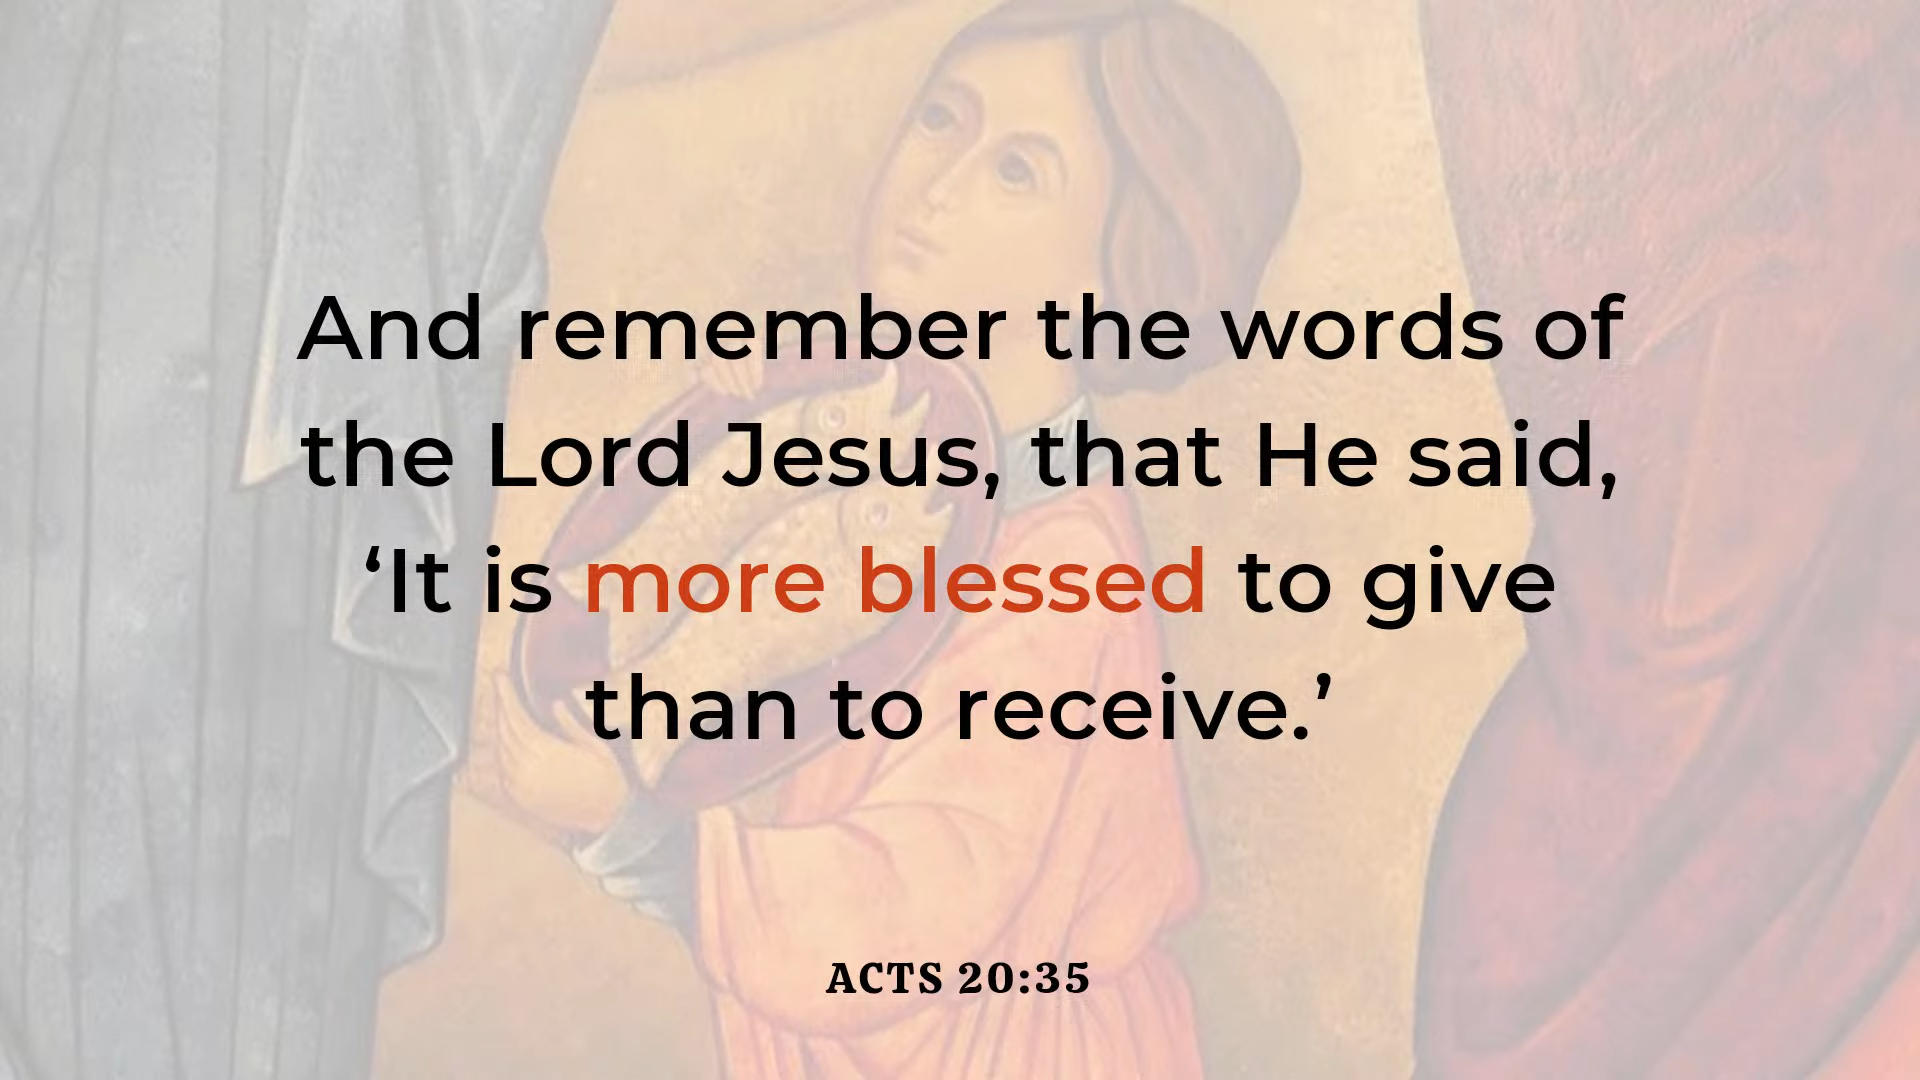 And remember the words of
the Lord Jesus, that He said,
‘It is more blessed to give
than to receive.’
ACTS 20:35